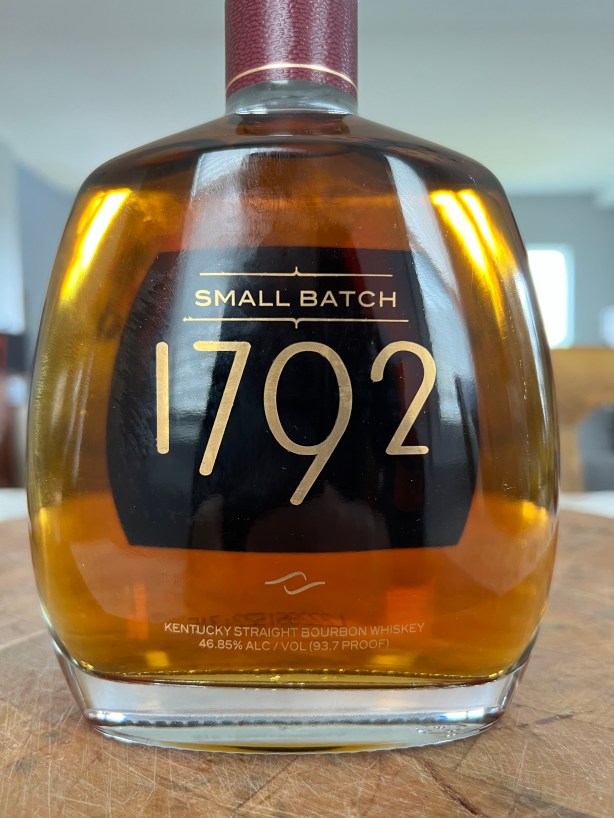 SMALL BATCH
1792
KENTUCKY STRAIGHT BOURBON WHISKEY
46.85% ALC / VOL (93.7 PROOF)